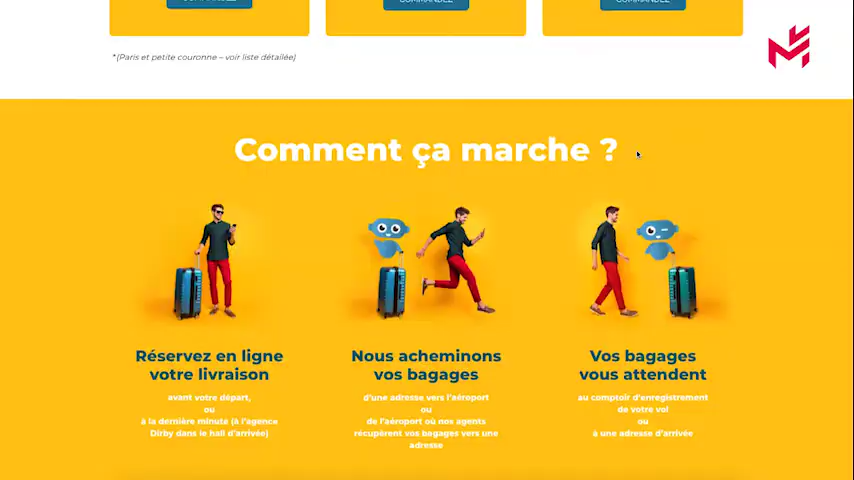 COMMANDEZ
COMMANDEZ
COMMANDEZ
*(Paris et petite couronne – voir liste détaillée)
Comment ça marche ?
Réservez en ligne
votre livraison
avant votre départ,
ou
à la dernière minute (à l'agence
Dirby dans le hall d'arrivée)
Nous acheminons
vos bagages
d'une adresse vers l'aéroport
ou
de l'aéroport où nos agents
récupèrent vos bagages vers une
adresse
Vos bagages
vous attendent
au comptoir d'enregistrement
de votre vol
ou
à une adresse d'arrivée